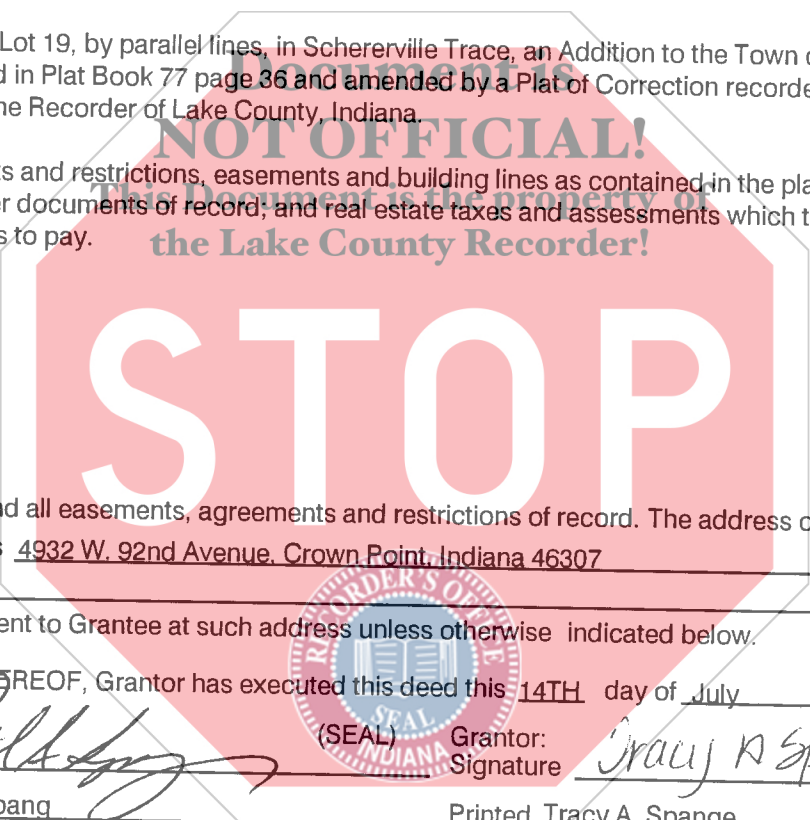 Lot 19, by parallel lines, in Schererville Trace, an Addition to the Town
d in Plat Book 77 page 36 and amended by a Plat of Correction recorde
he Recorder of Lake County, Indiana.
Document is
NOT OFFICIAL!
This Document is the property of
the Lake County Recorder!
ts and restrictions, easements and building lines as contained in the pla
er documents of record; and real estate taxes and assessments which t
s to pay.
STOP
nd all easements, agreements and restrictions of record. The address o
s 4932 W. 92nd Avenue, Crown Point, Indiana 46307
ent to Grantee at such address unless otherwise indicated below.
EREOF, Grantor has executed this deed this 14TH day of July
RECORDER'S OFFICE
SEAL
INDIANA
(SEAL) Grantor:
Signature Tracy A Sp
pang
Printed Tracy A. Spange